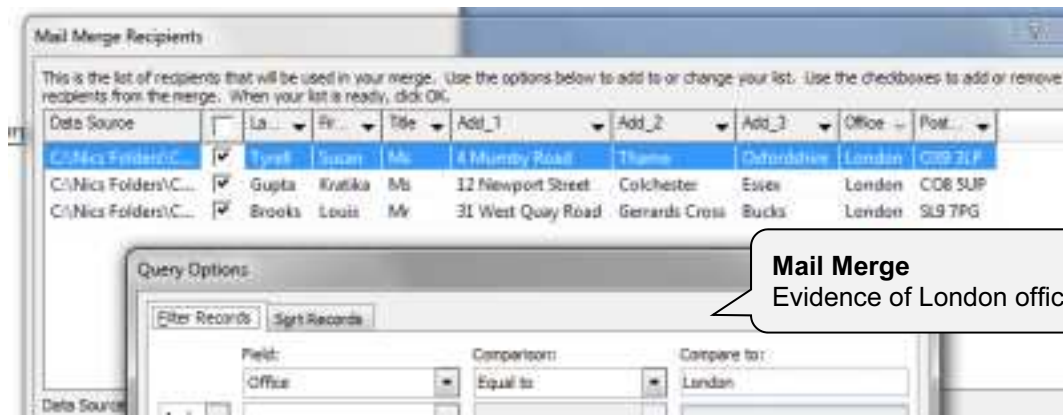 Mail Merge Recipients
This is the list of recipients that will be used in your merge. Use the options below to add to or change your list. Use the checkboxes to add or remove
recipients from the merge. When your list is ready, click OK.
Data Source La... Fir... Title Add_1 Add_2 Add_3 Office Post...
C:\Nics Folders\C... Tyrell Susan Ms 4 Mumby Road Thame Oxfordshire London
C:\Nics Folders\C... Gupta Kratika Ms 12 Newport Street Colchester Essex London CO8 5UP
C:\Nics Folders\C... Brooks Louis Mr 31 West Quay Road Gerrards Cross Bucks London SL9 7PG
Query Options
Mail Merge
Evidence of London offic
Filter Records Sort Records
Field: Comparison: Compare to:
Office Equal to London
Data Source